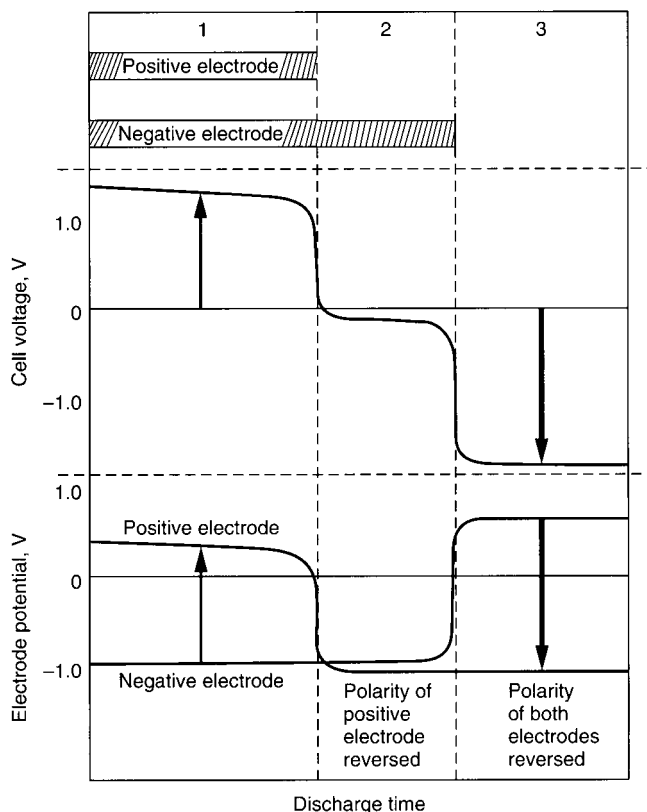 1 2 3
Positive electrode
Negative electrode
Cell voltage, V
1.0
0
−1.0
Electrode potential, V
1.0
Positive electrode
0
−1.0
Negative electrode
Polarity of
positive
electrode
reversed
Polarity
of both
electrodes
reversed
Discharge time